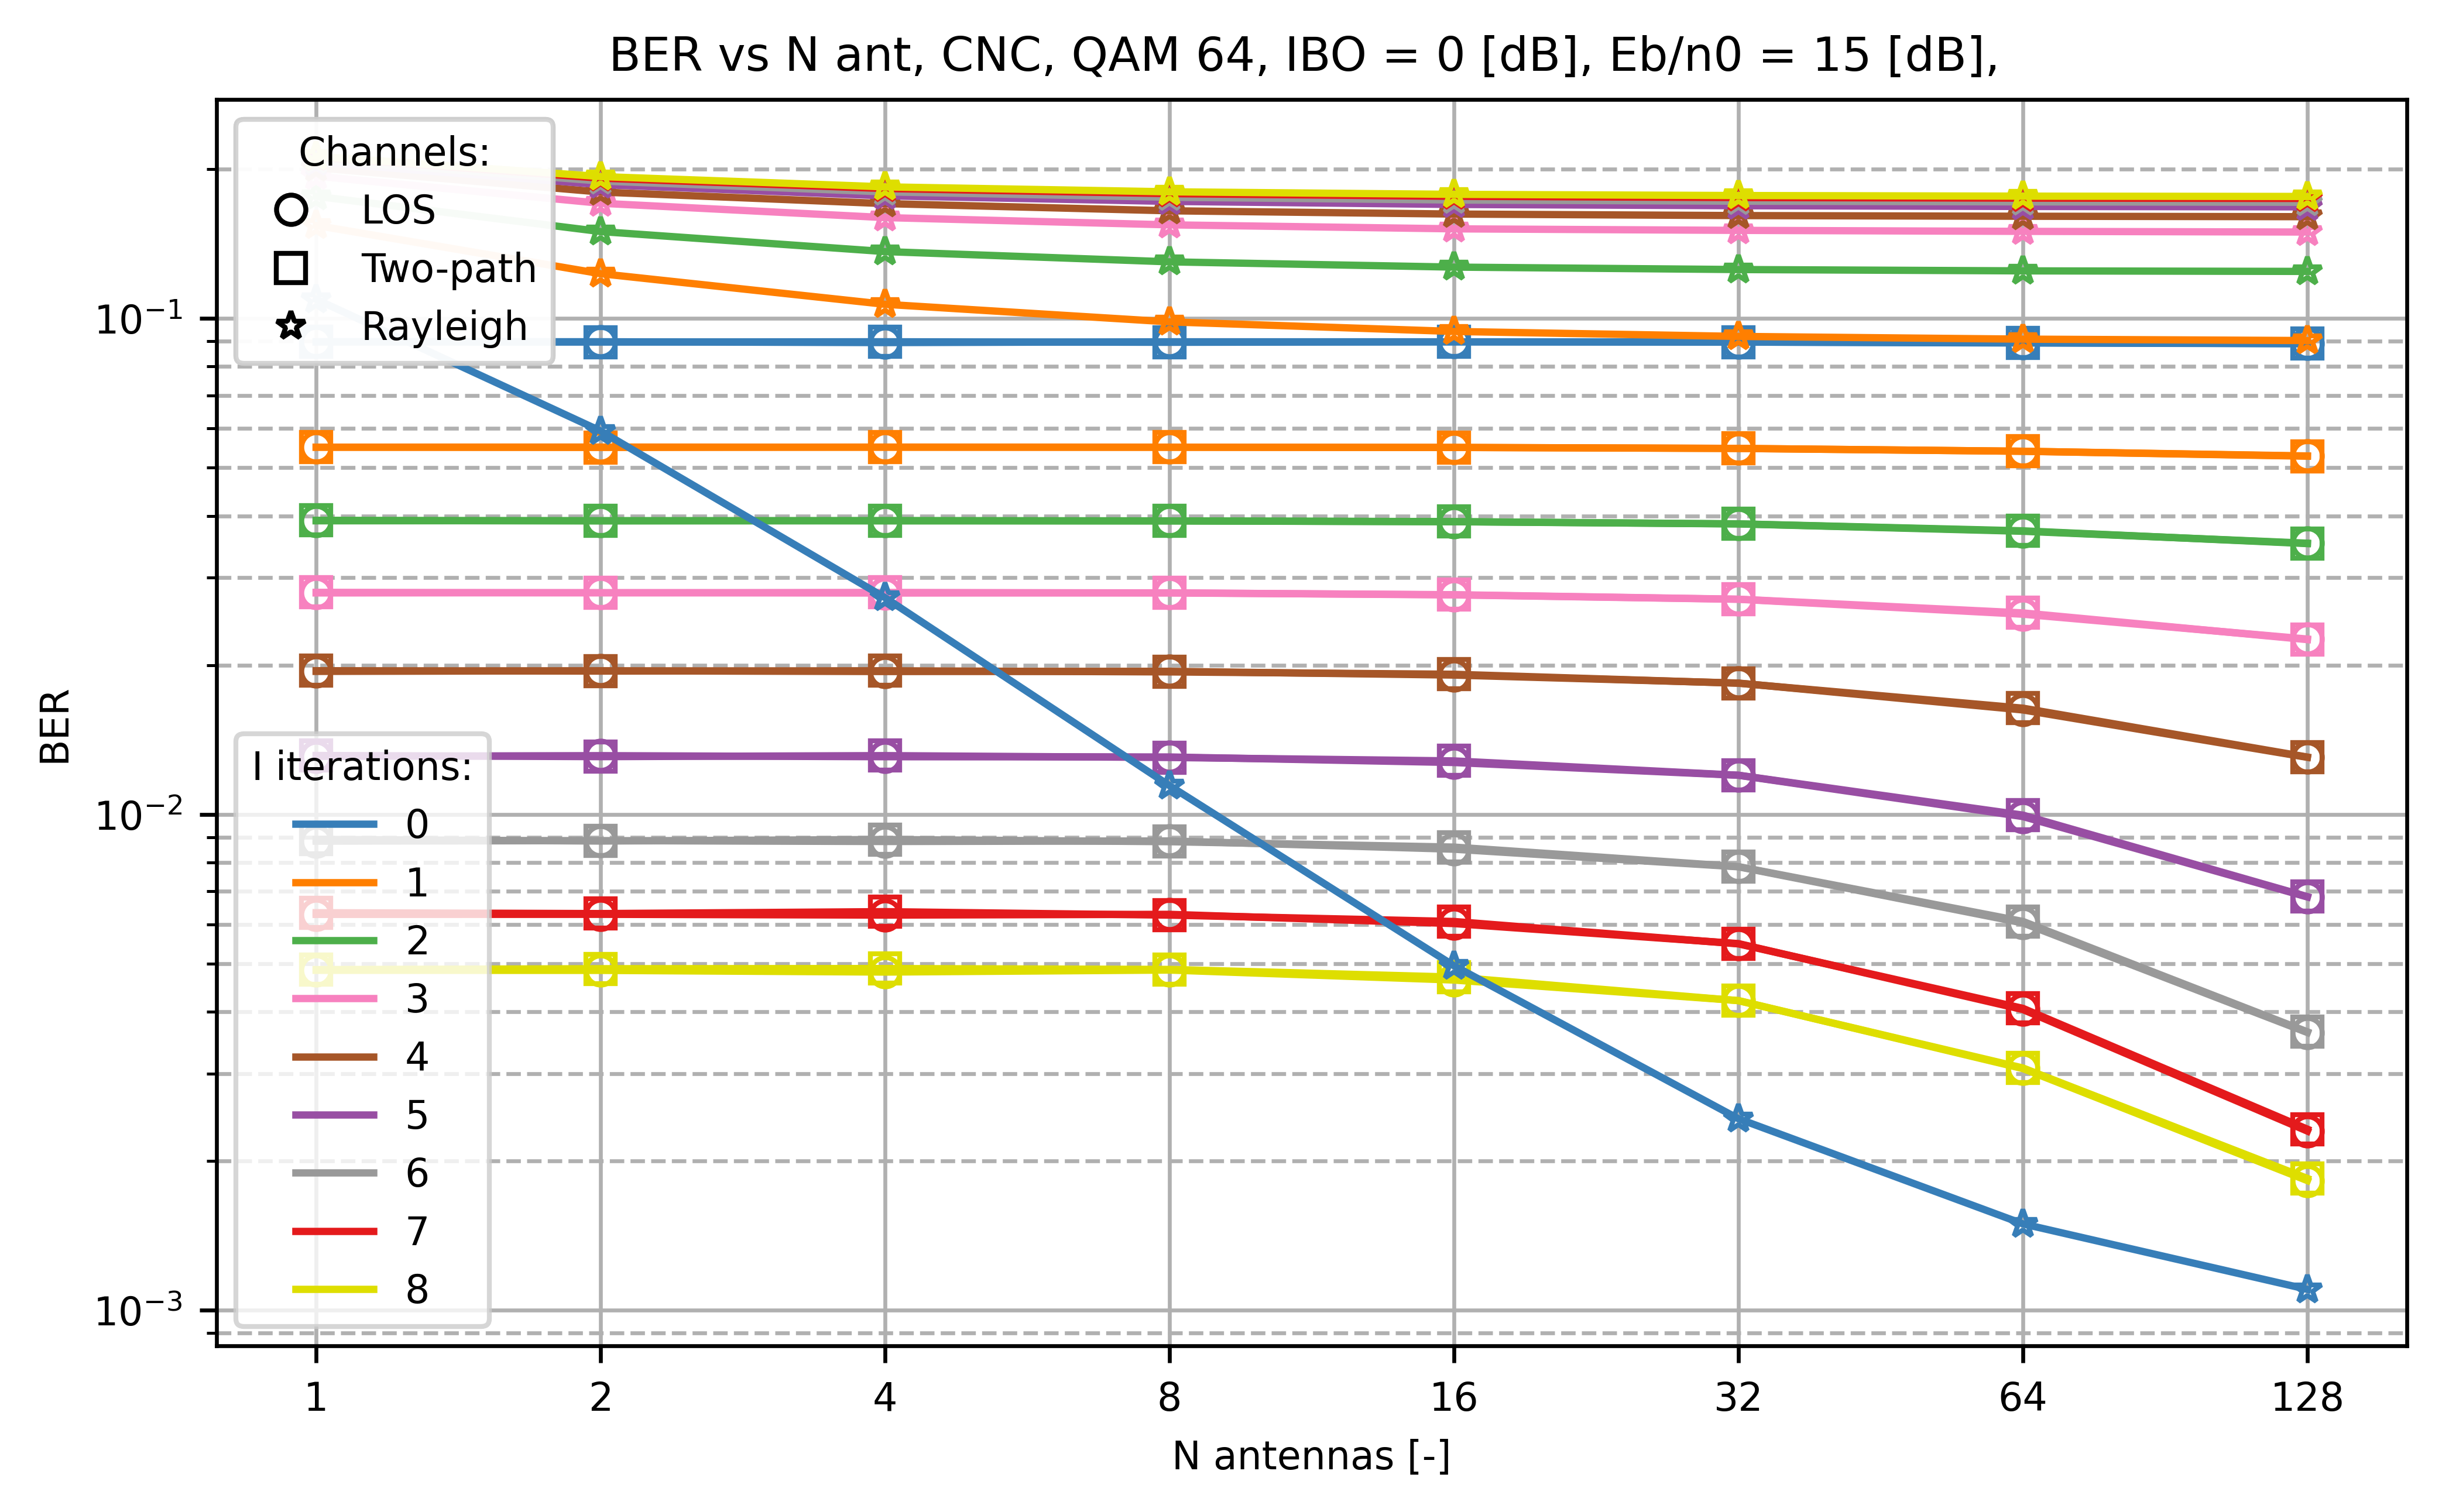 BER vs N ant, CNC, QAM 64, IBO = 0 [dB], Eb/n0 = 15 [dB],
Channels:
LOS
Two-path
Rayleigh
10⁻¹
BER
I iterations:
10⁻²
0
1
2
3
4
5
6
7
8
10⁻³
1 2 4 8 16 32 64 128
N antennas [-]